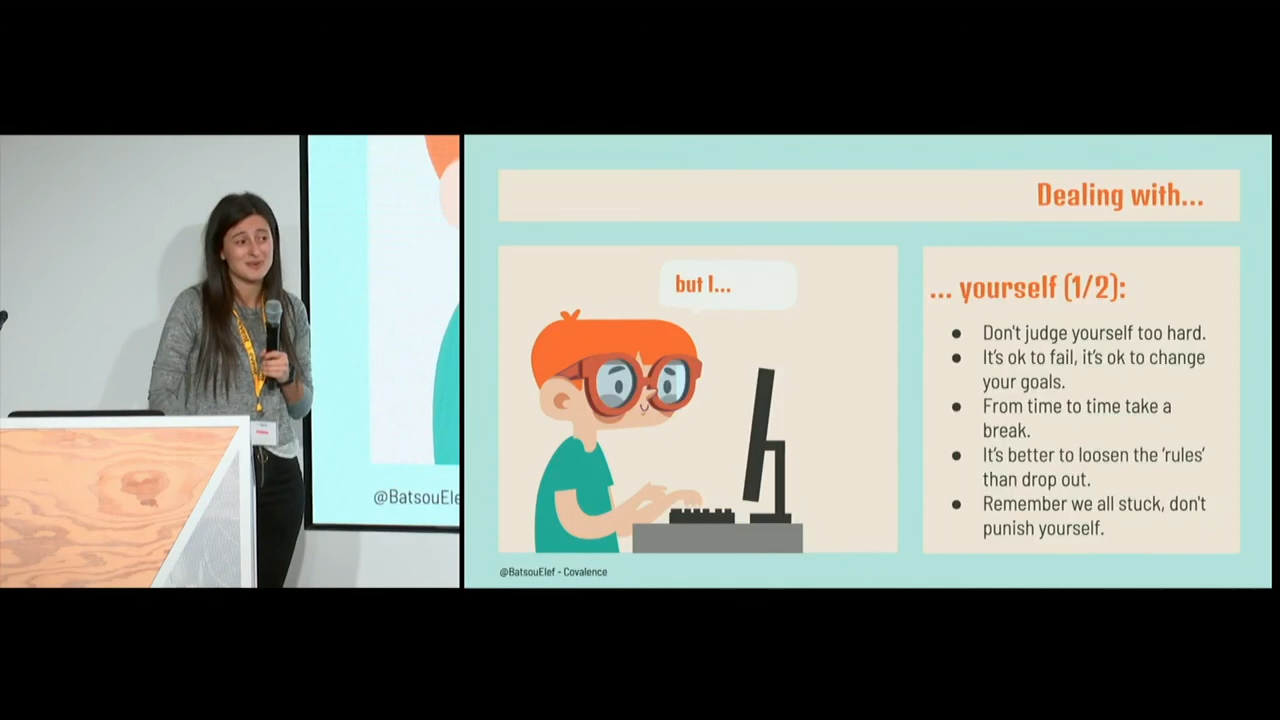 @BatsouEle
Dealing with...
but I...
... yourself (1/2):
● Don't judge yourself too hard.
● It's ok to fail, it's ok to change
your goals.
● From time to time take a
break.
● It's better to loosen the ‘rules’
than drop out.
● Remember we all stuck, don't
punish yourself.
@BatsouElef - Covalence